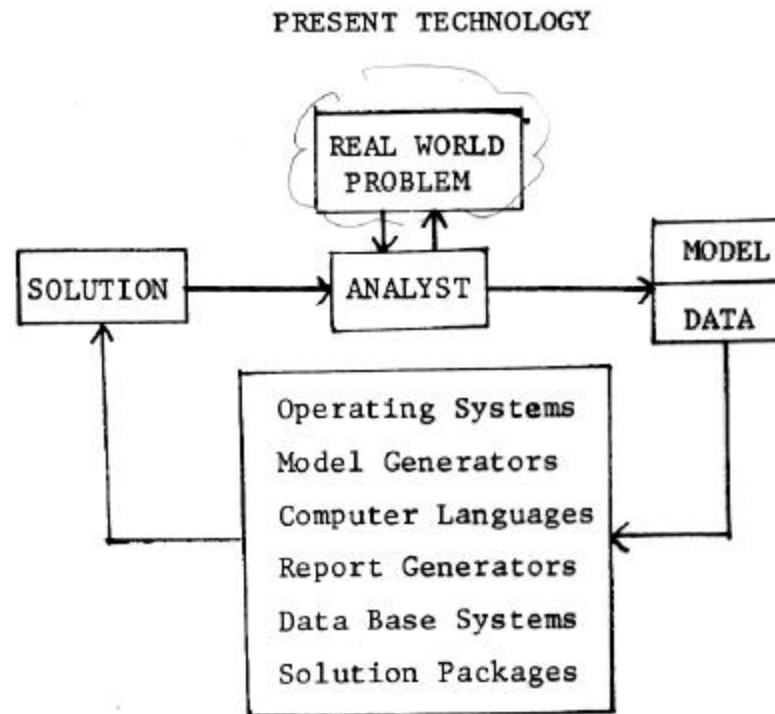 PRESENT TECHNOLOGY
REAL WORLD
PROBLEM
SOLUTION
ANALYST
MODEL
DATA
Operating Systems
Model Generators
Computer Languages
Report Generators
Data Base Systems
Solution Packages